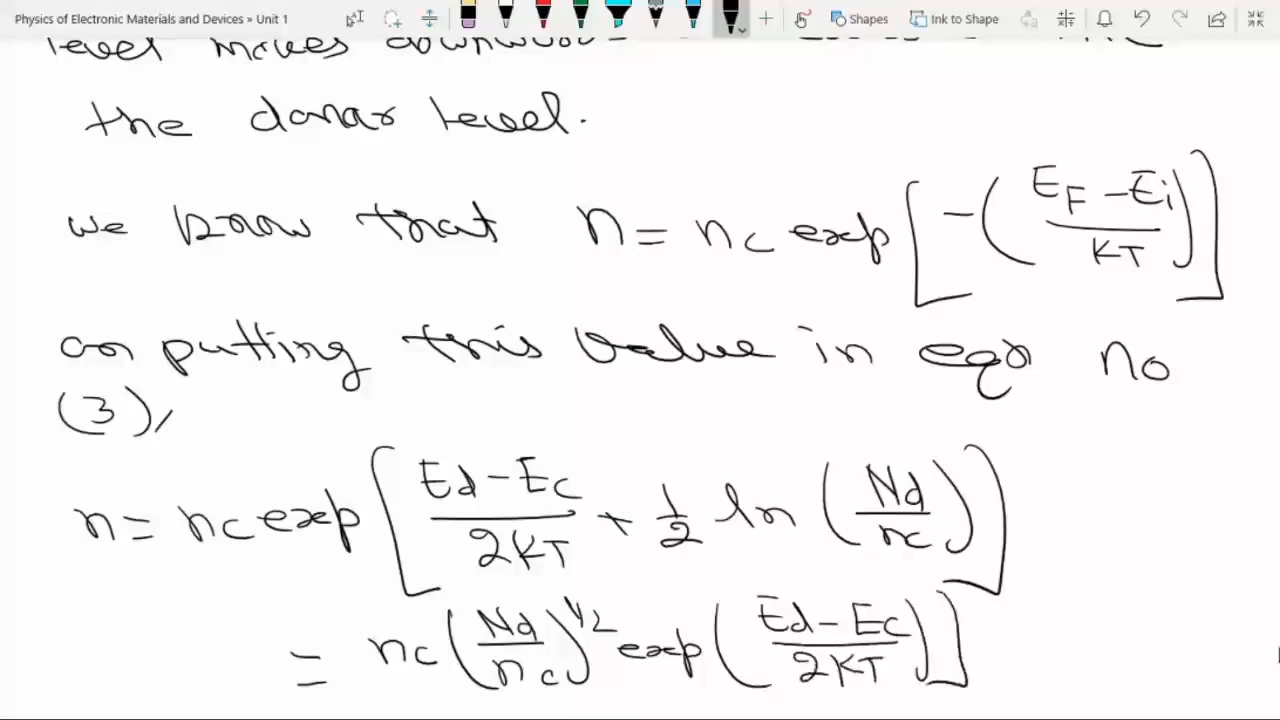 Physics of Electronic Materials and Devices » Unit 1
Shapes
Ink to Shape
level moves
the donar level.
we know that n = nc exp [-(EF - Ei / KT)]
on putting this value in eqn no
(3),
n = nc exp [Ed - Ec / 2KT + 1/2 ln (Nd / nc)]
= nc (Nd / nc)^1/2 exp (Ed - Ec / 2KT)]